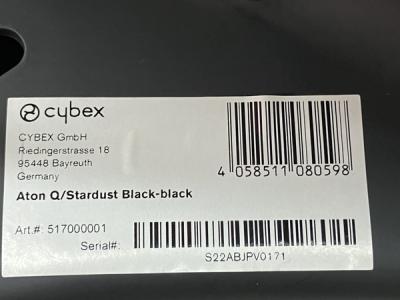 cybex
CYBEX GmbH
Riedingerstrasse 18
95448 Bayreuth
Germany
4 058511 080598
Aton Q/Stardust Black-black
Art.#: 517000001
Serial#:
S22ABJPV0171